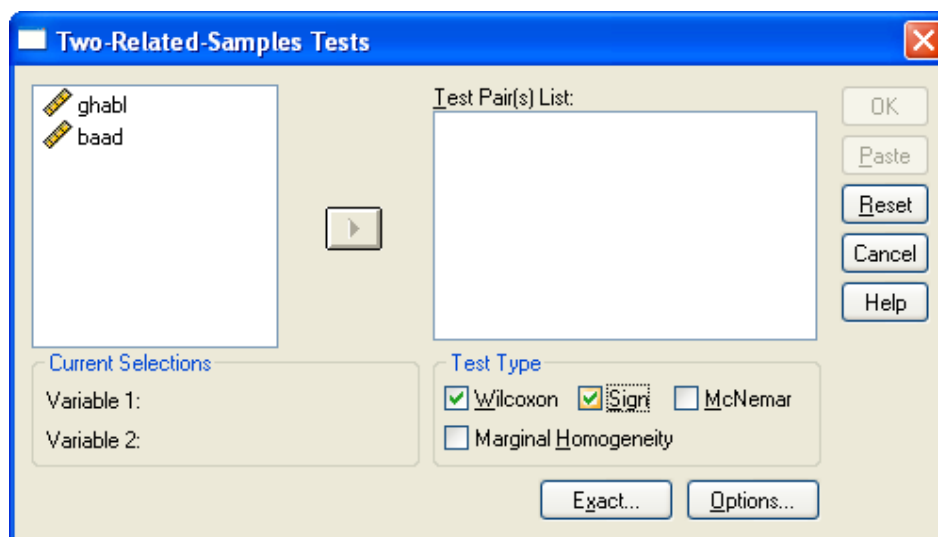 Two-Related-Samples Tests
ghabl
baad
Test Pair(s) List:
OK
Paste
Reset
Cancel
Help
Current Selections
Variable 1:
Variable 2:
Test Type
Wilcoxon Sign McNemar
Marginal Homogeneity
Exact... Options...